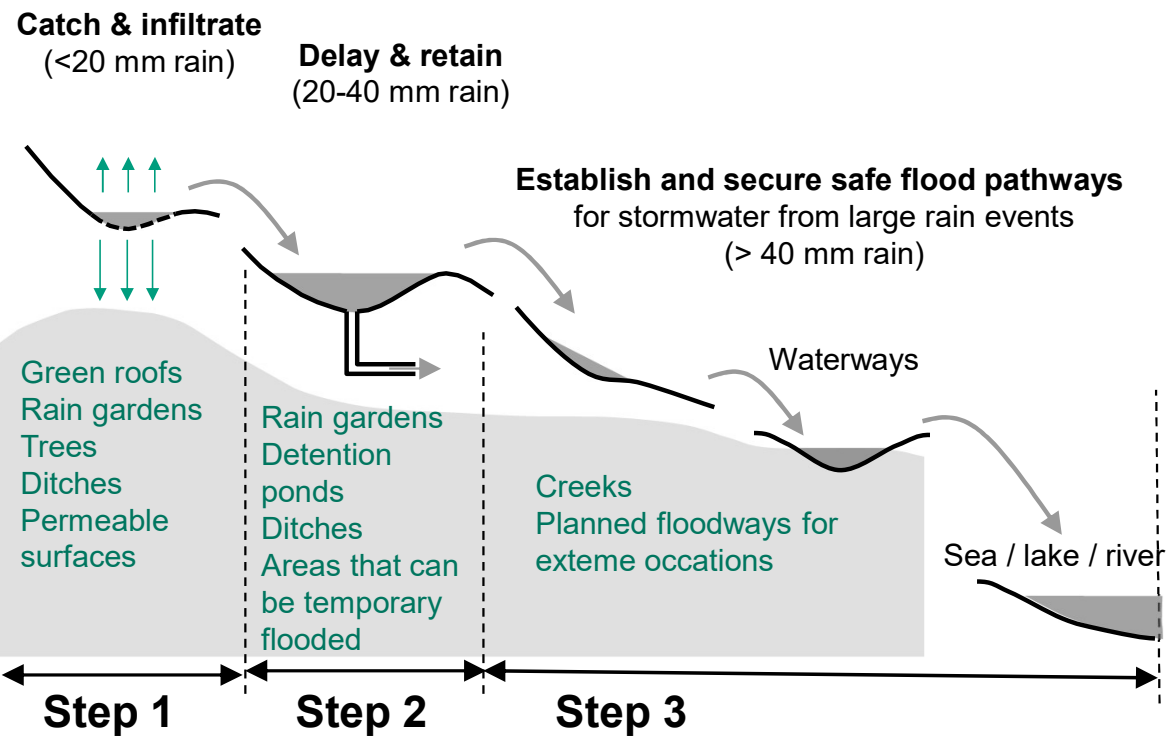 Catch & infiltrate
(<20 mm rain)
Delay & retain
(20-40 mm rain)
Establish and secure safe flood pathways
for stormwater from large rain events
(> 40 mm rain)
Waterways
Sea / lake / river
Green roofs
Rain gardens
Trees
Ditches
Permeable
surfaces
Rain gardens
Detention
ponds
Ditches
Areas that can
be temporary
flooded
Creeks
Planned floodways for
exteme occations
Step 1
Step 2
Step 3